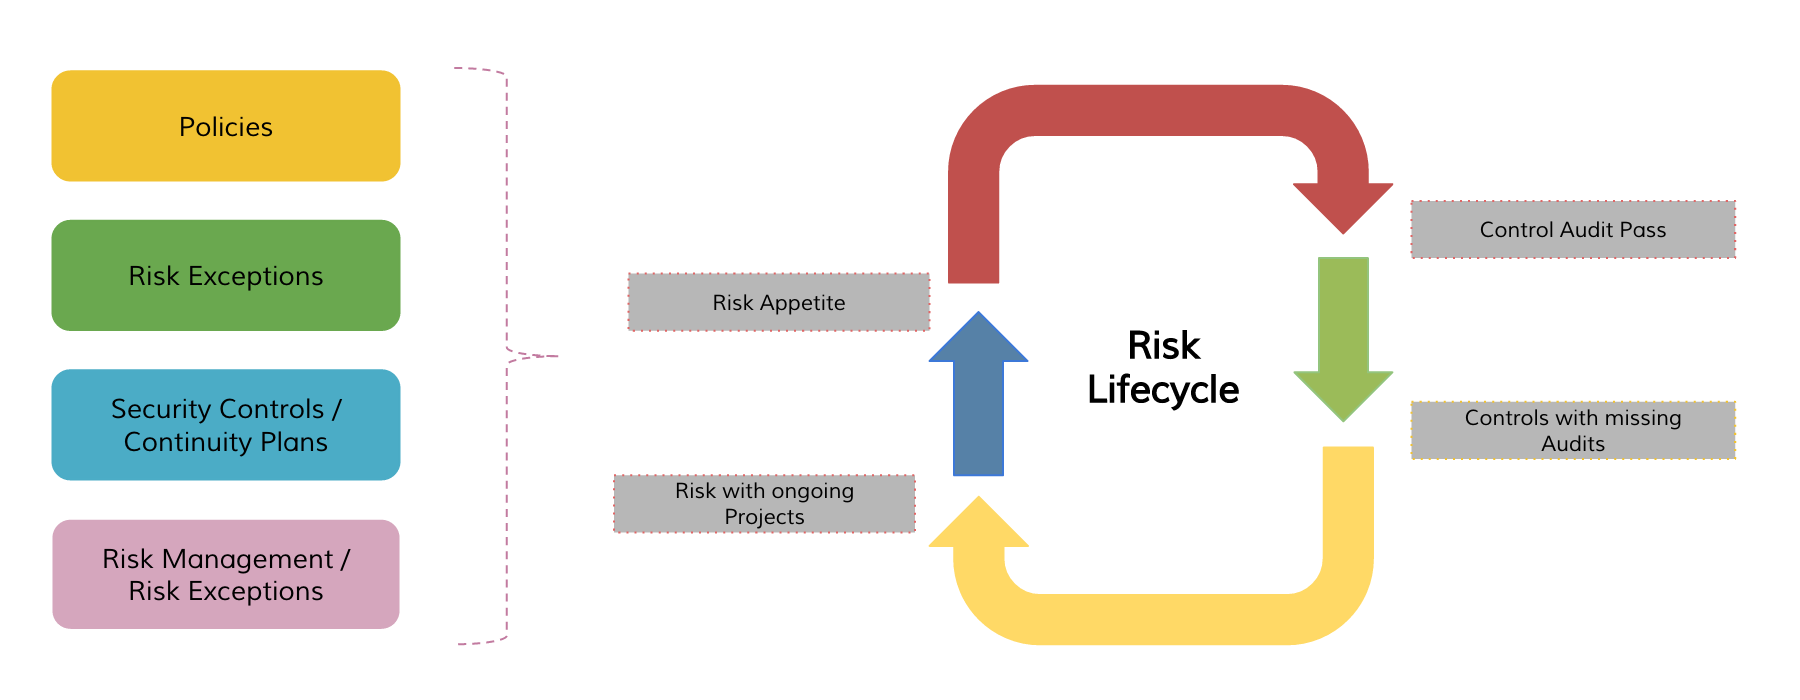 Policies
Risk Exceptions
Security Controls /
Continuity Plans
Risk Management /
Risk Exceptions
Risk Appetite
Risk with ongoing
Projects
Risk
Lifecycle
Control Audit Pass
Controls with missing
Audits